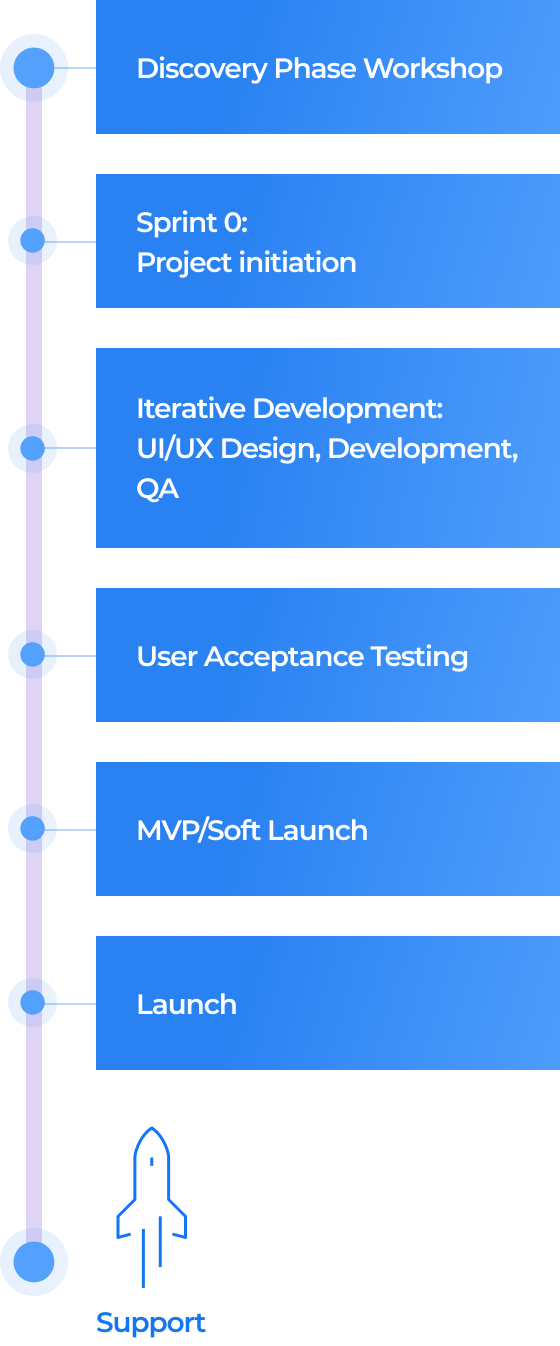 Discovery Phase Workshop
Sprint 0:
Project initiation
Iterative Development:
UI/UX Design, Development,
QA
User Acceptance Testing
MVP/Soft Launch
Launch
Support